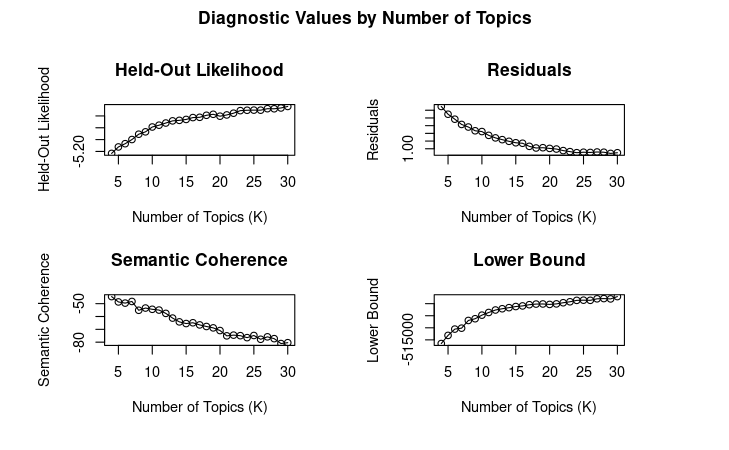 Diagnostic Values by Number of Topics
Held-Out Likelihood
Held-Out Likelihood
-5.20
5 10 15 20 25 30
Number of Topics (K)
Residuals
Residuals
1.00
5 10 15 20 25 30
Number of Topics (K)
Semantic Coherence
Semantic Coherence
-50
-80
5 10 15 20 25 30
Number of Topics (K)
Lower Bound
Lower Bound
-515000
5 10 15 20 25 30
Number of Topics (K)